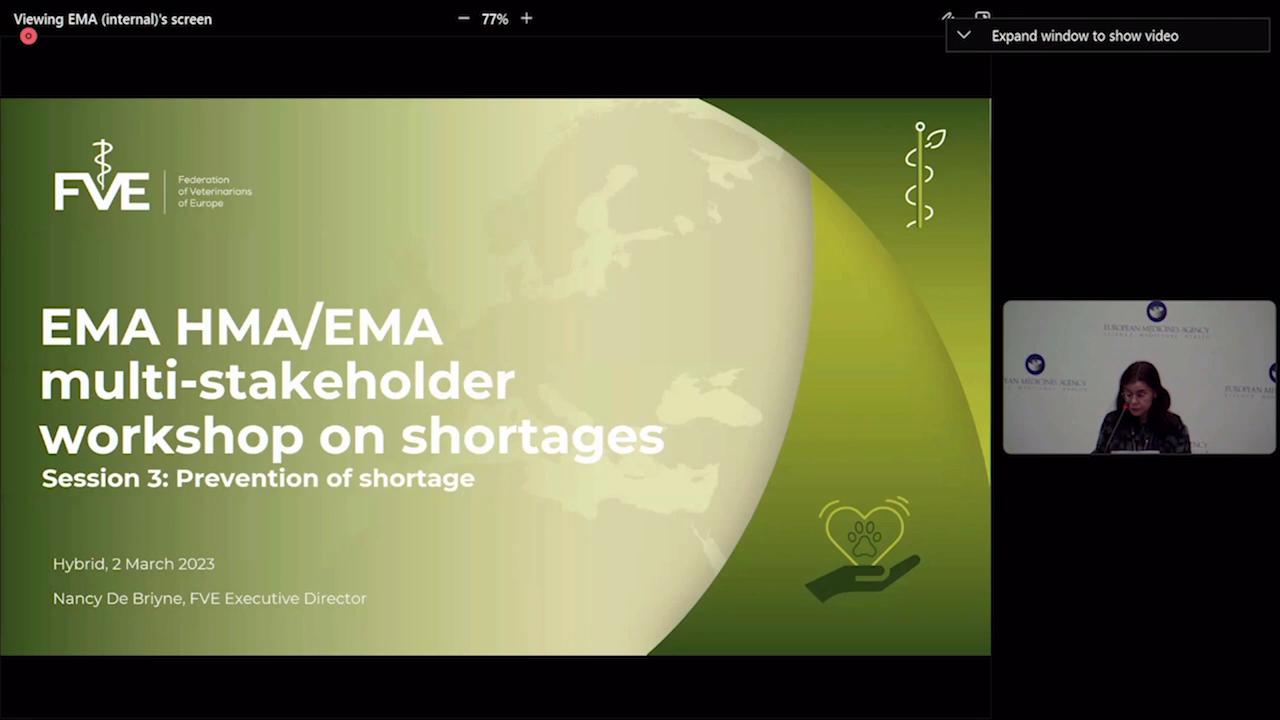 Viewing EMA (internal)'s screen
77%
Expand window to show video
FVE
Federation
of Veterinarians
of Europe
EMA HMA/EMA
multi-stakeholder
workshop on shortages
Session 3: Prevention of shortage
Hybrid, 2 March 2023
Nancy De Briyne, FVE Executive Director
EUROPEAN MEDICINES AGENCY